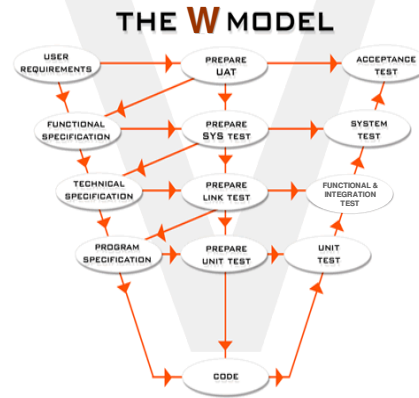 THE W MODEL
USER
REQUIREMENTS
PREPARE
UAT
ACCEPTANCE
TEST
FUNCTIONAL
SPECIFICATION
PREPARE
SYS TEST
SYSTEM
TEST
TECHNICAL
SPECIFICATION
PREPARE
LINK TEST
FUNCTIONAL &
INTEGRATION
TEST
PROGRAM
SPECIFICATION
PREPARE
UNIT TEST
UNIT
TEST
CODE